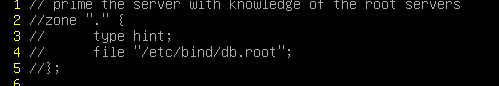 1 // prime the server with knowledge of the root servers
2 //zone "." {
3 //      type hint;
4 //      file "/etc/bind/db.root";
5 //};
6